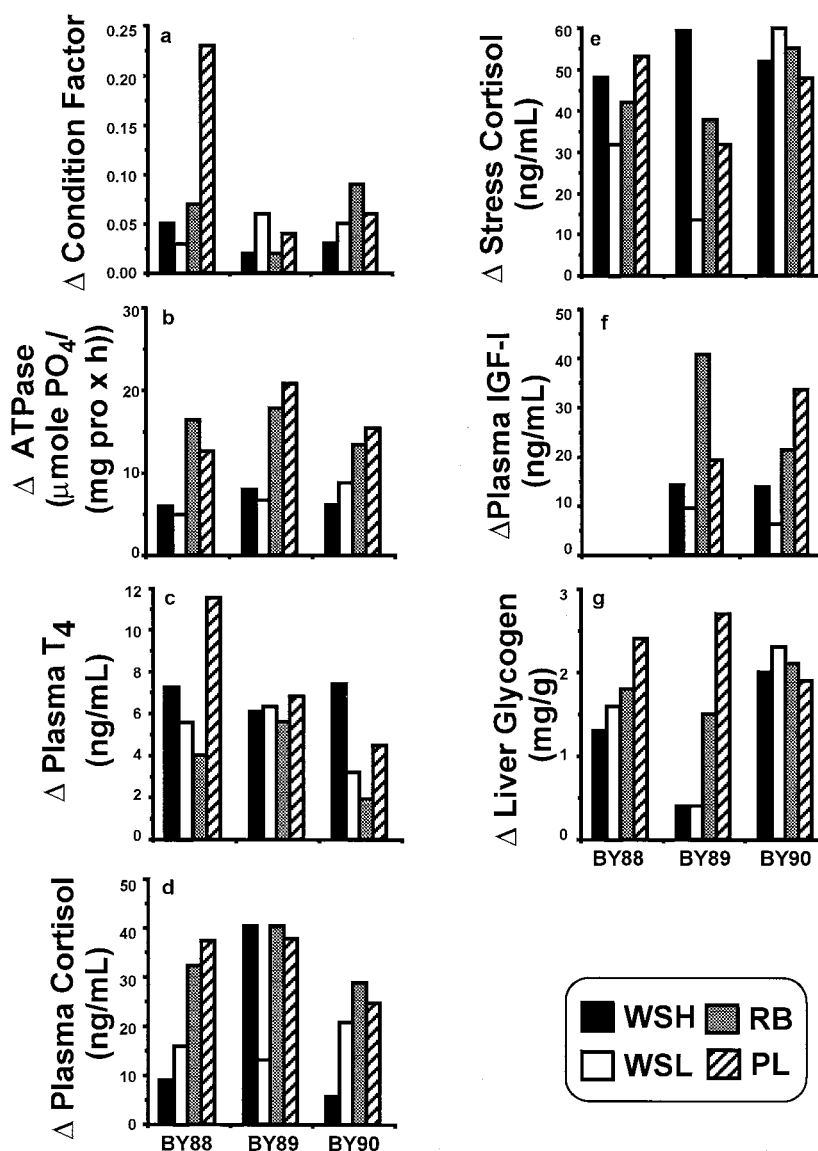 a
Δ Condition Factor
0.25
0.20
0.15
0.10
0.05
0.00
b
Δ ATPase
(μmole PO4/
(mg pro x h))
30
20
10
0
c
Δ Plasma T4
(ng/mL)
12
10
8
6
4
2
0
d
Δ Plasma Cortisol
(ng/mL)
50
40
30
20
10
0
BY88 BY89 BY90
e
Δ Stress Cortisol
(ng/mL)
60
50
40
30
20
10
0
f
ΔPlasma IGF-I
(ng/mL)
50
40
30
20
10
0
g
Δ Liver Glycogen
(mg/g)
3
2
1
0
BY88 BY89 BY90
WSH RB
WSL PL